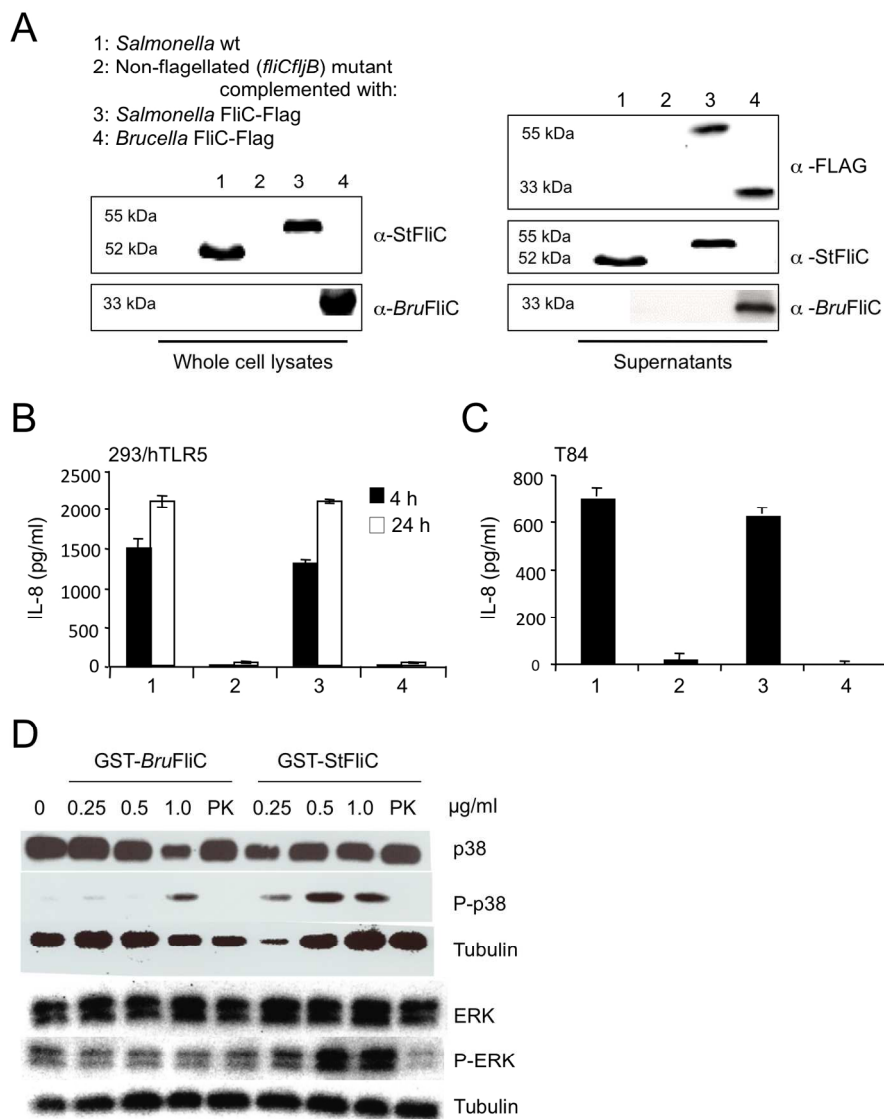 A
1: Salmonella wt
2: Non-flagellated (fliCfljB) mutant
complemented with:
3: Salmonella FliC-Flag
4: Brucella FliC-Flag
1 2 3 4
55 kDa
52 kDa
α-StFliC
33 kDa
α-BruFliC
Whole cell lysates
1 2 3 4
55 kDa
33 kDa
α -FLAG
55 kDa
52 kDa
α -StFliC
33 kDa
α -BruFliC
Supernatants
B
293/hTLR5
IL-8 (pg/ml)
2500
2000
1500
1000
500
0
4 h
24 h
1 2 3 4
C
T84
IL-8 (pg/ml)
800
600
400
200
0
1 2 3 4
D
GST-BruFliC GST-StFliC
0 0.25 0.5 1.0 PK 0.25 0.5 1.0 PK µg/ml
p38
P-p38
Tubulin
ERK
P-ERK
Tubulin